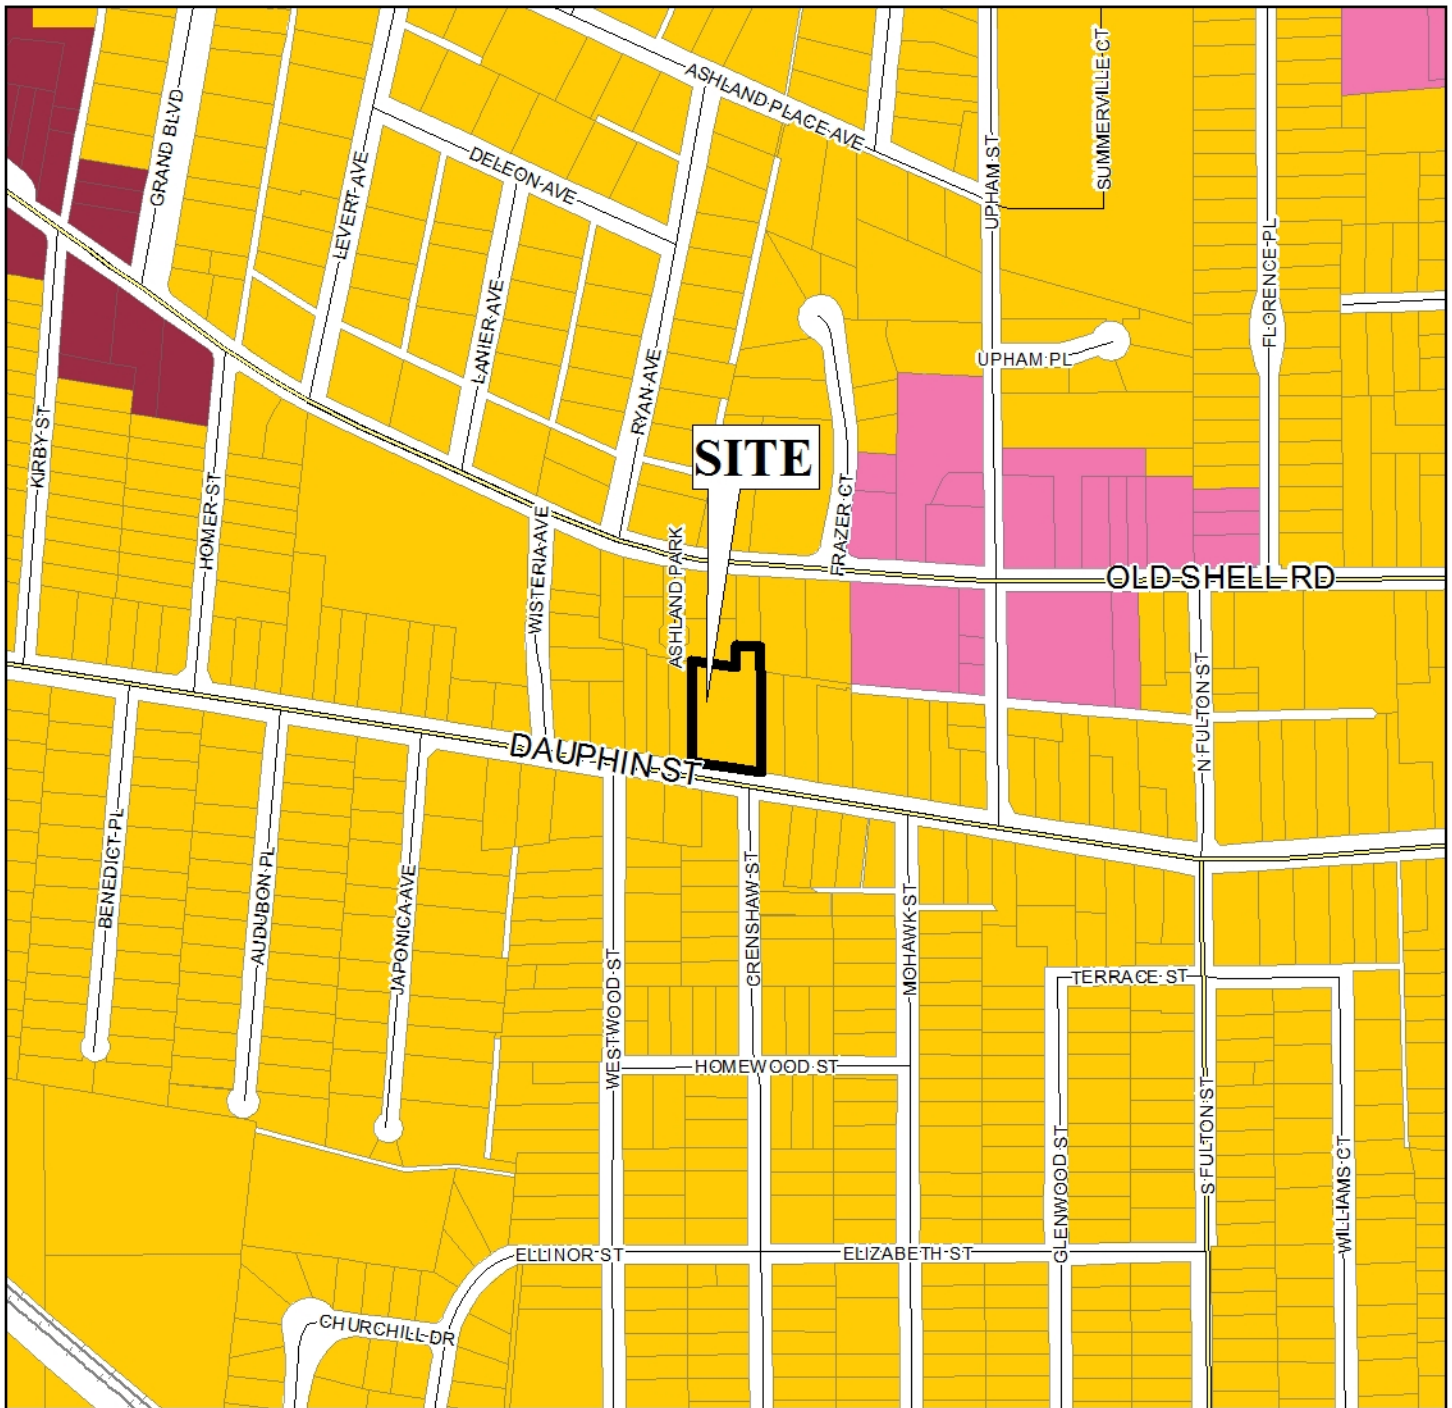 ASHLAND PLACE AVE
SUMMERVILLE CT
GRAND BLVD
DELEON AVE
LEVERT AVE
UPHAM ST
FLORENCE PL
LANIER AVE
RYAN AVE
UPHAM PL
KIRBY ST
SITE
HOMER ST
FRAZER CT
WISTERIA AVE
ASHLAND PARK
OLD SHELL RD
N FULTON ST
DAUPHIN ST
BENEDICT PL
AUDUBON PL
JAPONICA AVE
CRENSHAW ST
MOHAWK ST
WESTWOOD ST
TERRACE ST
HOMEWOOD ST
S FULTON ST
GLENWOOD ST
WILLIAMS CT
ELLINOR ST
ELIZABETH ST
CHURCHILL DR